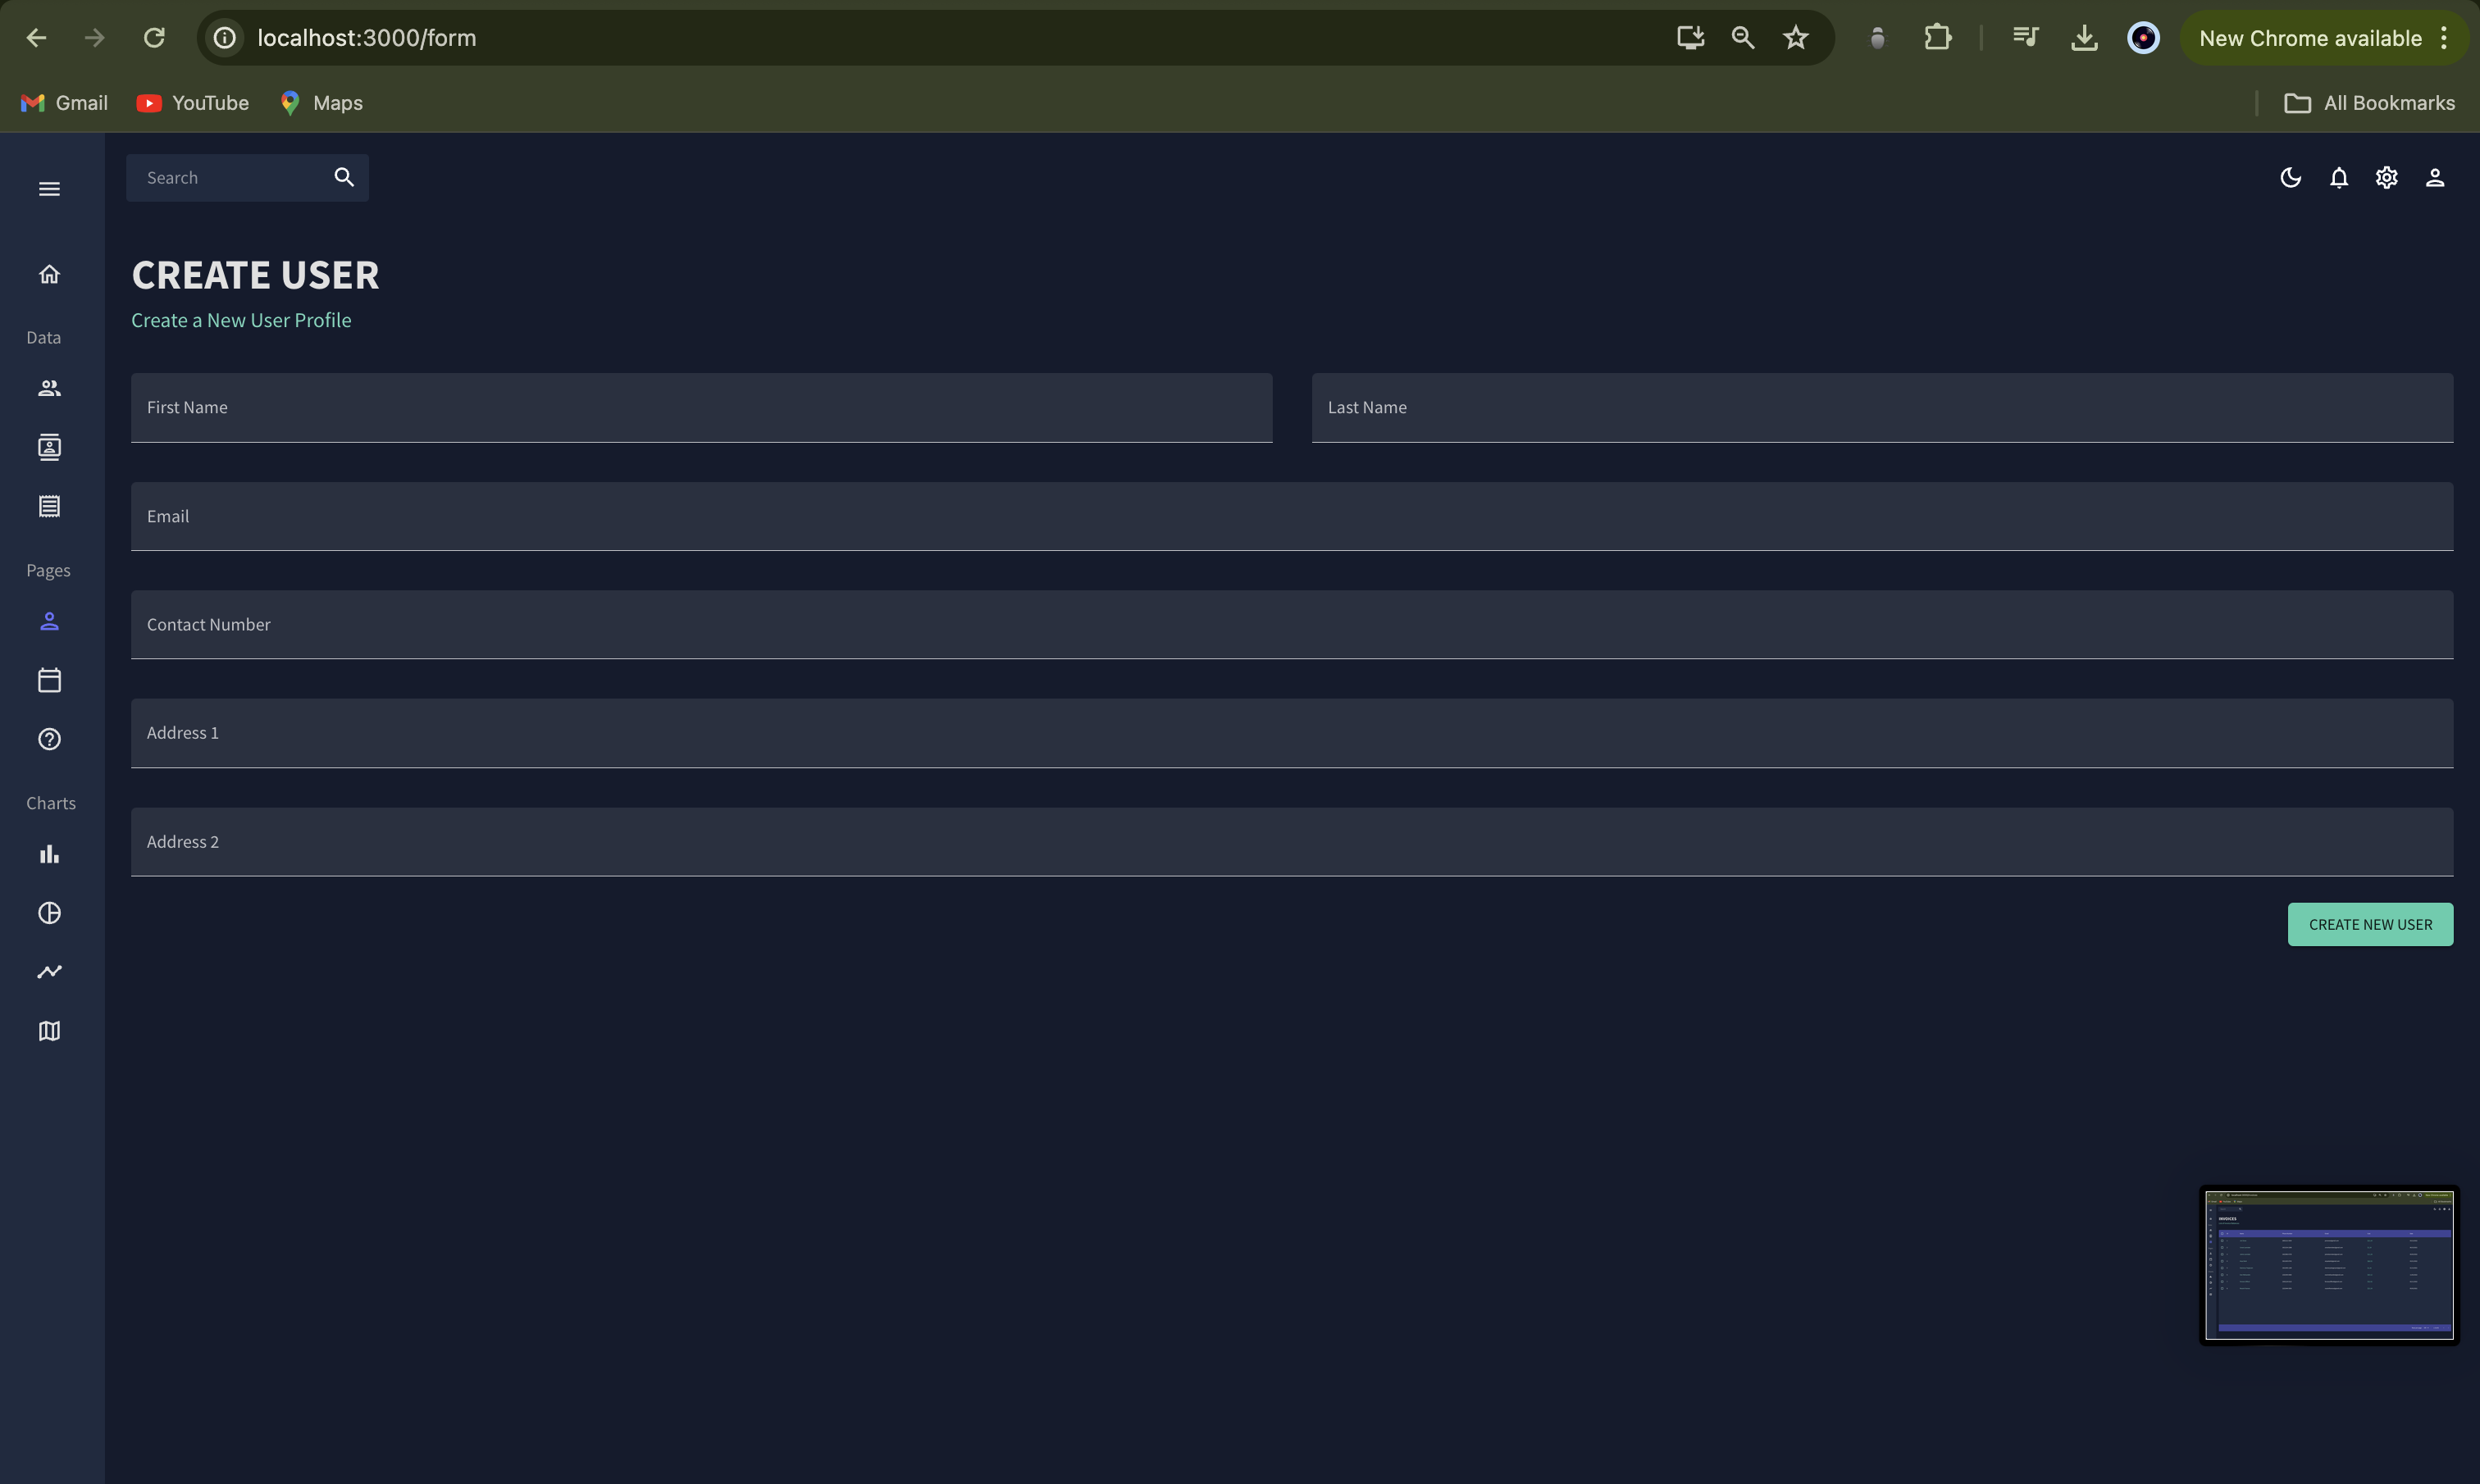 localhost:3000/form
New Chrome available
Gmail
YouTube
Maps
All Bookmarks
Search
CREATE USER
Create a New User Profile
Data
First Name
Last Name
Email
Pages
Contact Number
Address 1
Charts
Address 2
CREATE NEW USER
INVOICES